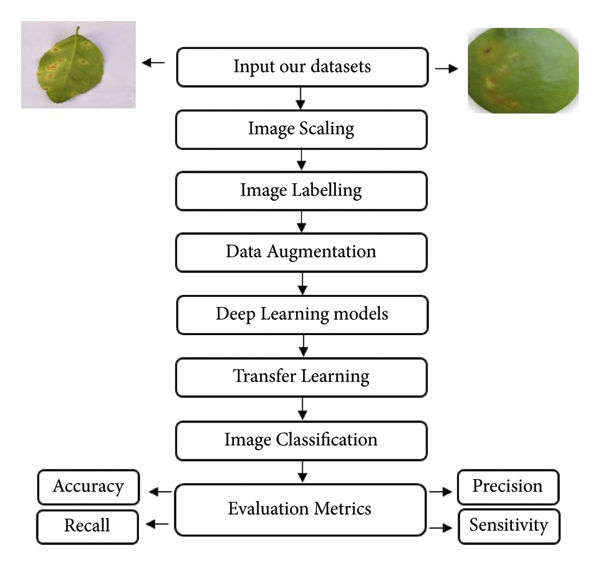 Input our datasets
Image Scaling
Image Labelling
Data Augmentation
Deep Learning models
Transfer Learning
Image Classification
Accuracy
Evaluation Metrics
Precision
Recall
Sensitivity